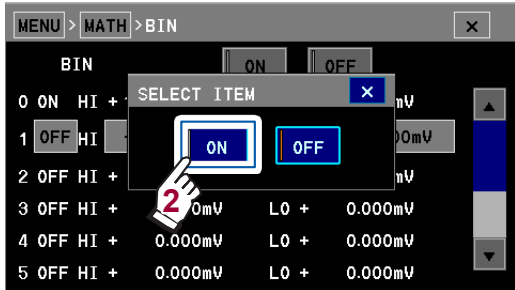 MENU > MATH >BIN ×
BIN ON OFF
SELECT ITEM ×
0 ON HI + mV
ON OFF
1 OFF HI mV
2 OFF HI + mV
2
3 OFF HI + 0mV LO + 0.000mV
4 OFF HI + 0.000mV LO + 0.000mV
5 OFF HI + 0.000mV LO + 0.000mV